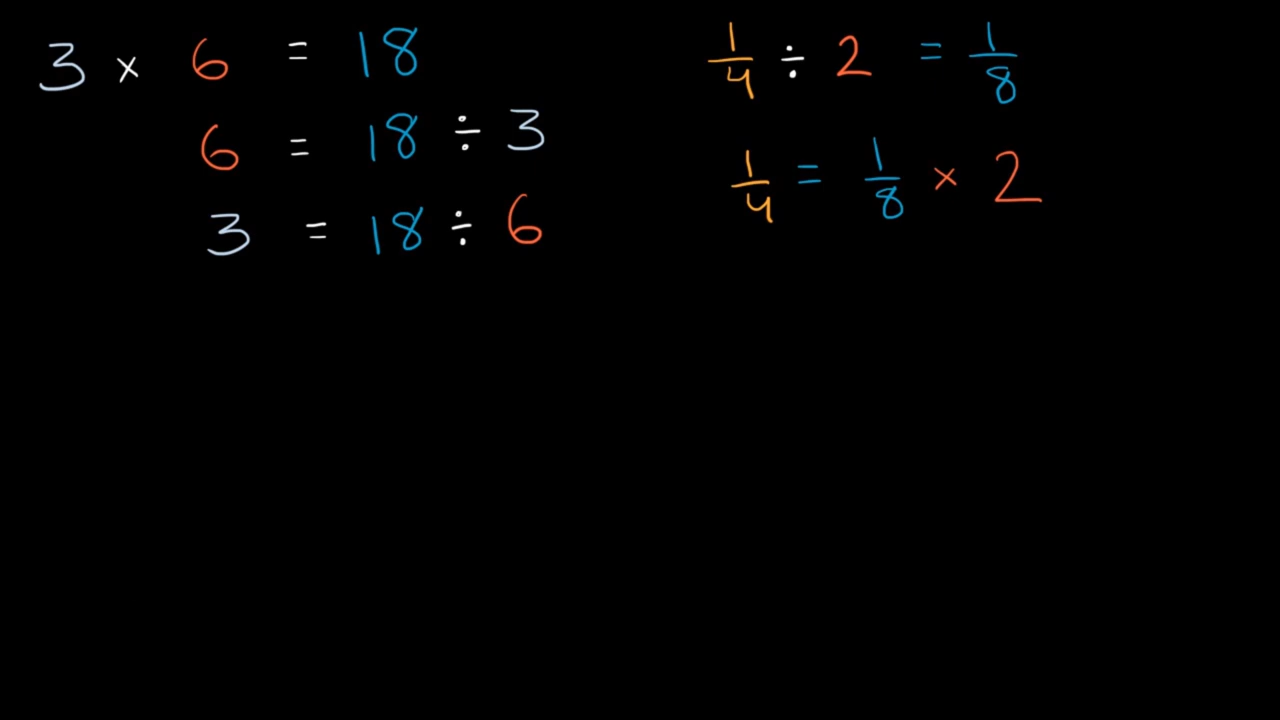 3 × 6 = 18
6 = 18 ÷ 3
3 = 18 ÷ 6
1/4 ÷ 2 = 1/8
1/4 = 1/8 × 2